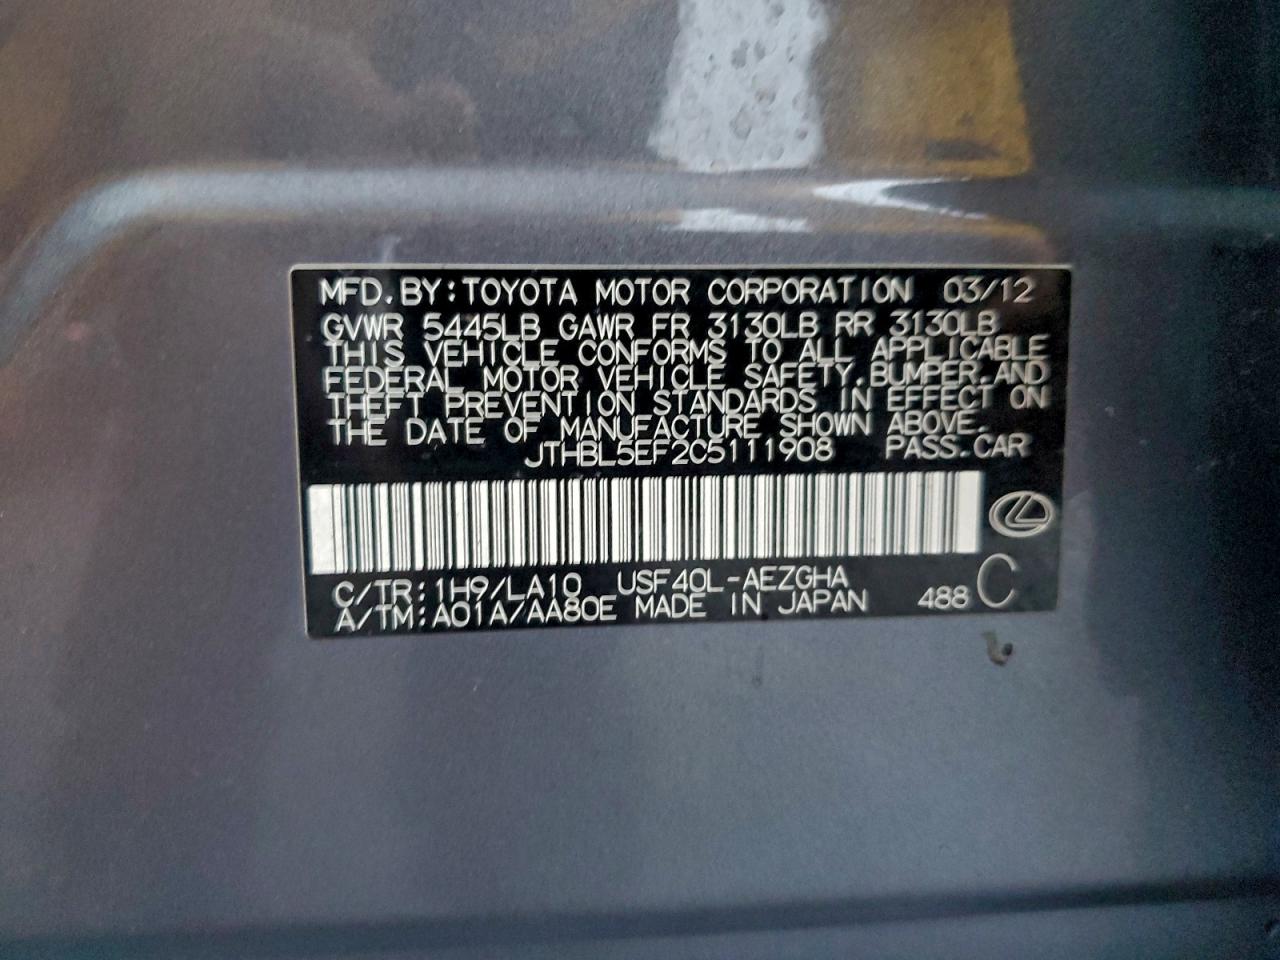 MFD.BY:TOYOTA MOTOR CORPORATION 03/12
GVWR 5445LB GAWR FR 3130LB RR 3130LB
THIS VEHICLE CONFORMS TO ALL APPLICABLE
FEDERAL MOTOR VEHICLE SAFETY,BUMPER,AND
THEFT PREVENTION STANDARDS IN EFFECT ON
THE DATE OF MANUFACTURE SHOWN ABOVE.
JTHBL5EF2C5111908 PASS.CAR
C/TR:1H9/LA10 USF40L-AEZGHA
A/TM:A01A/AA80E MADE IN JAPAN 488 C